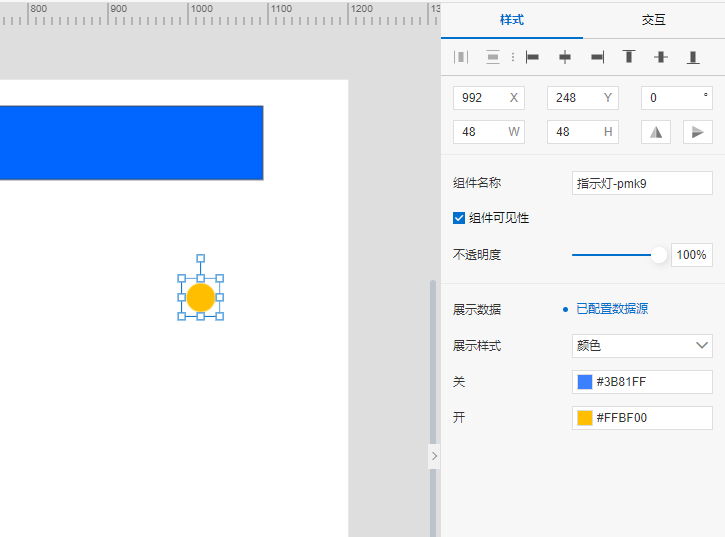 800 900 1000 1100 1200 13
样式 交互
992 X 248 Y 0 °
48 W 48 H
组件名称 指示灯-pmk9
组件可见性
不透明度 100%
展示数据 已配置数据源
展示样式 颜色
关 #3B81FF
开 #FFBF00